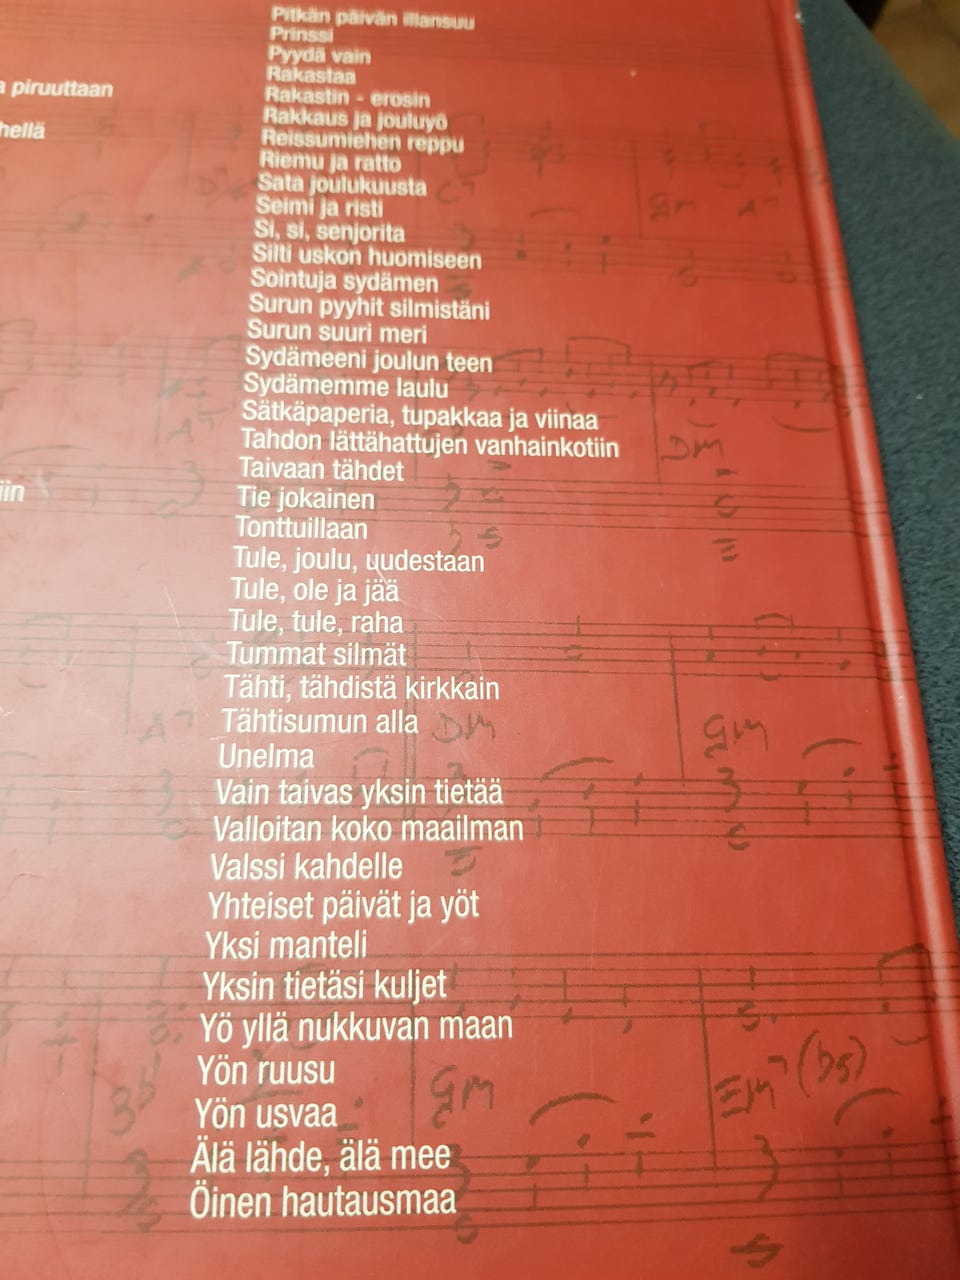 a piruuttaan
hellä
iin
Pitkän päivän illansuu
Prinssi
Pyydä vain
Rakastaa
Rakastin - erosin
Rakkaus ja jouluyö
Reissumiehen reppu
Riemu ja ratto
Sata joulukuusta
Seimi ja risti
Si, si, senjorita
Silti uskon huomiseen
Sointuja sydämen
Surun pyyhit silmistäni
Surun suuri meri
Sydämeeni joulun teen
Sydämemme laulu
Sätkäpaperia, tupakkaa ja viinaa
Tahdon lättähattujen vanhainkotiin
Taivaan tähdet
Tie jokainen
Tonttuillaan
Tule, joulu, uudestaan
Tule, ole ja jää
Tule, tule, raha
Tummat silmät
Tähti, tähdistä kirkkain
Tähtisumun alla
Unelma
Vain taivas yksin tietää
Valloitan koko maailman
Valssi kahdelle
Yhteiset päivät ja yöt
Yksi manteli
Yksin tietäsi kuljet
Yö yllä nukkuvan maan
Yön ruusu
Yön usvaa
Älä lähde, älä mee
Öinen hautausmaa